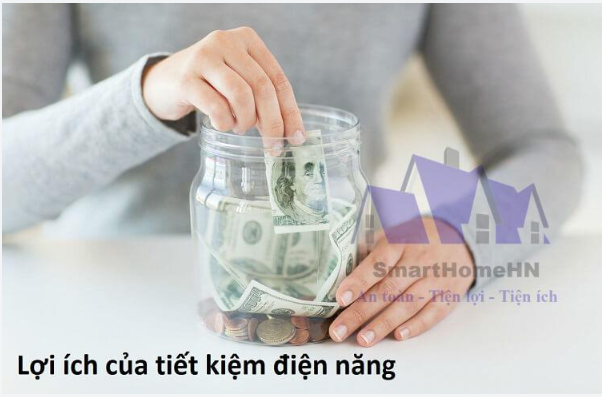 SmartHomeHN
An toàn - Tiện lợi - Tiện ích
Lợi ích của tiết kiệm điện năng